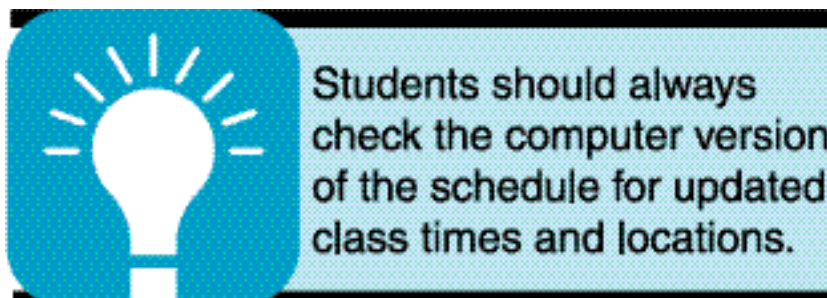 Students should always
check the computer version
of the schedule for updated
class times and locations.